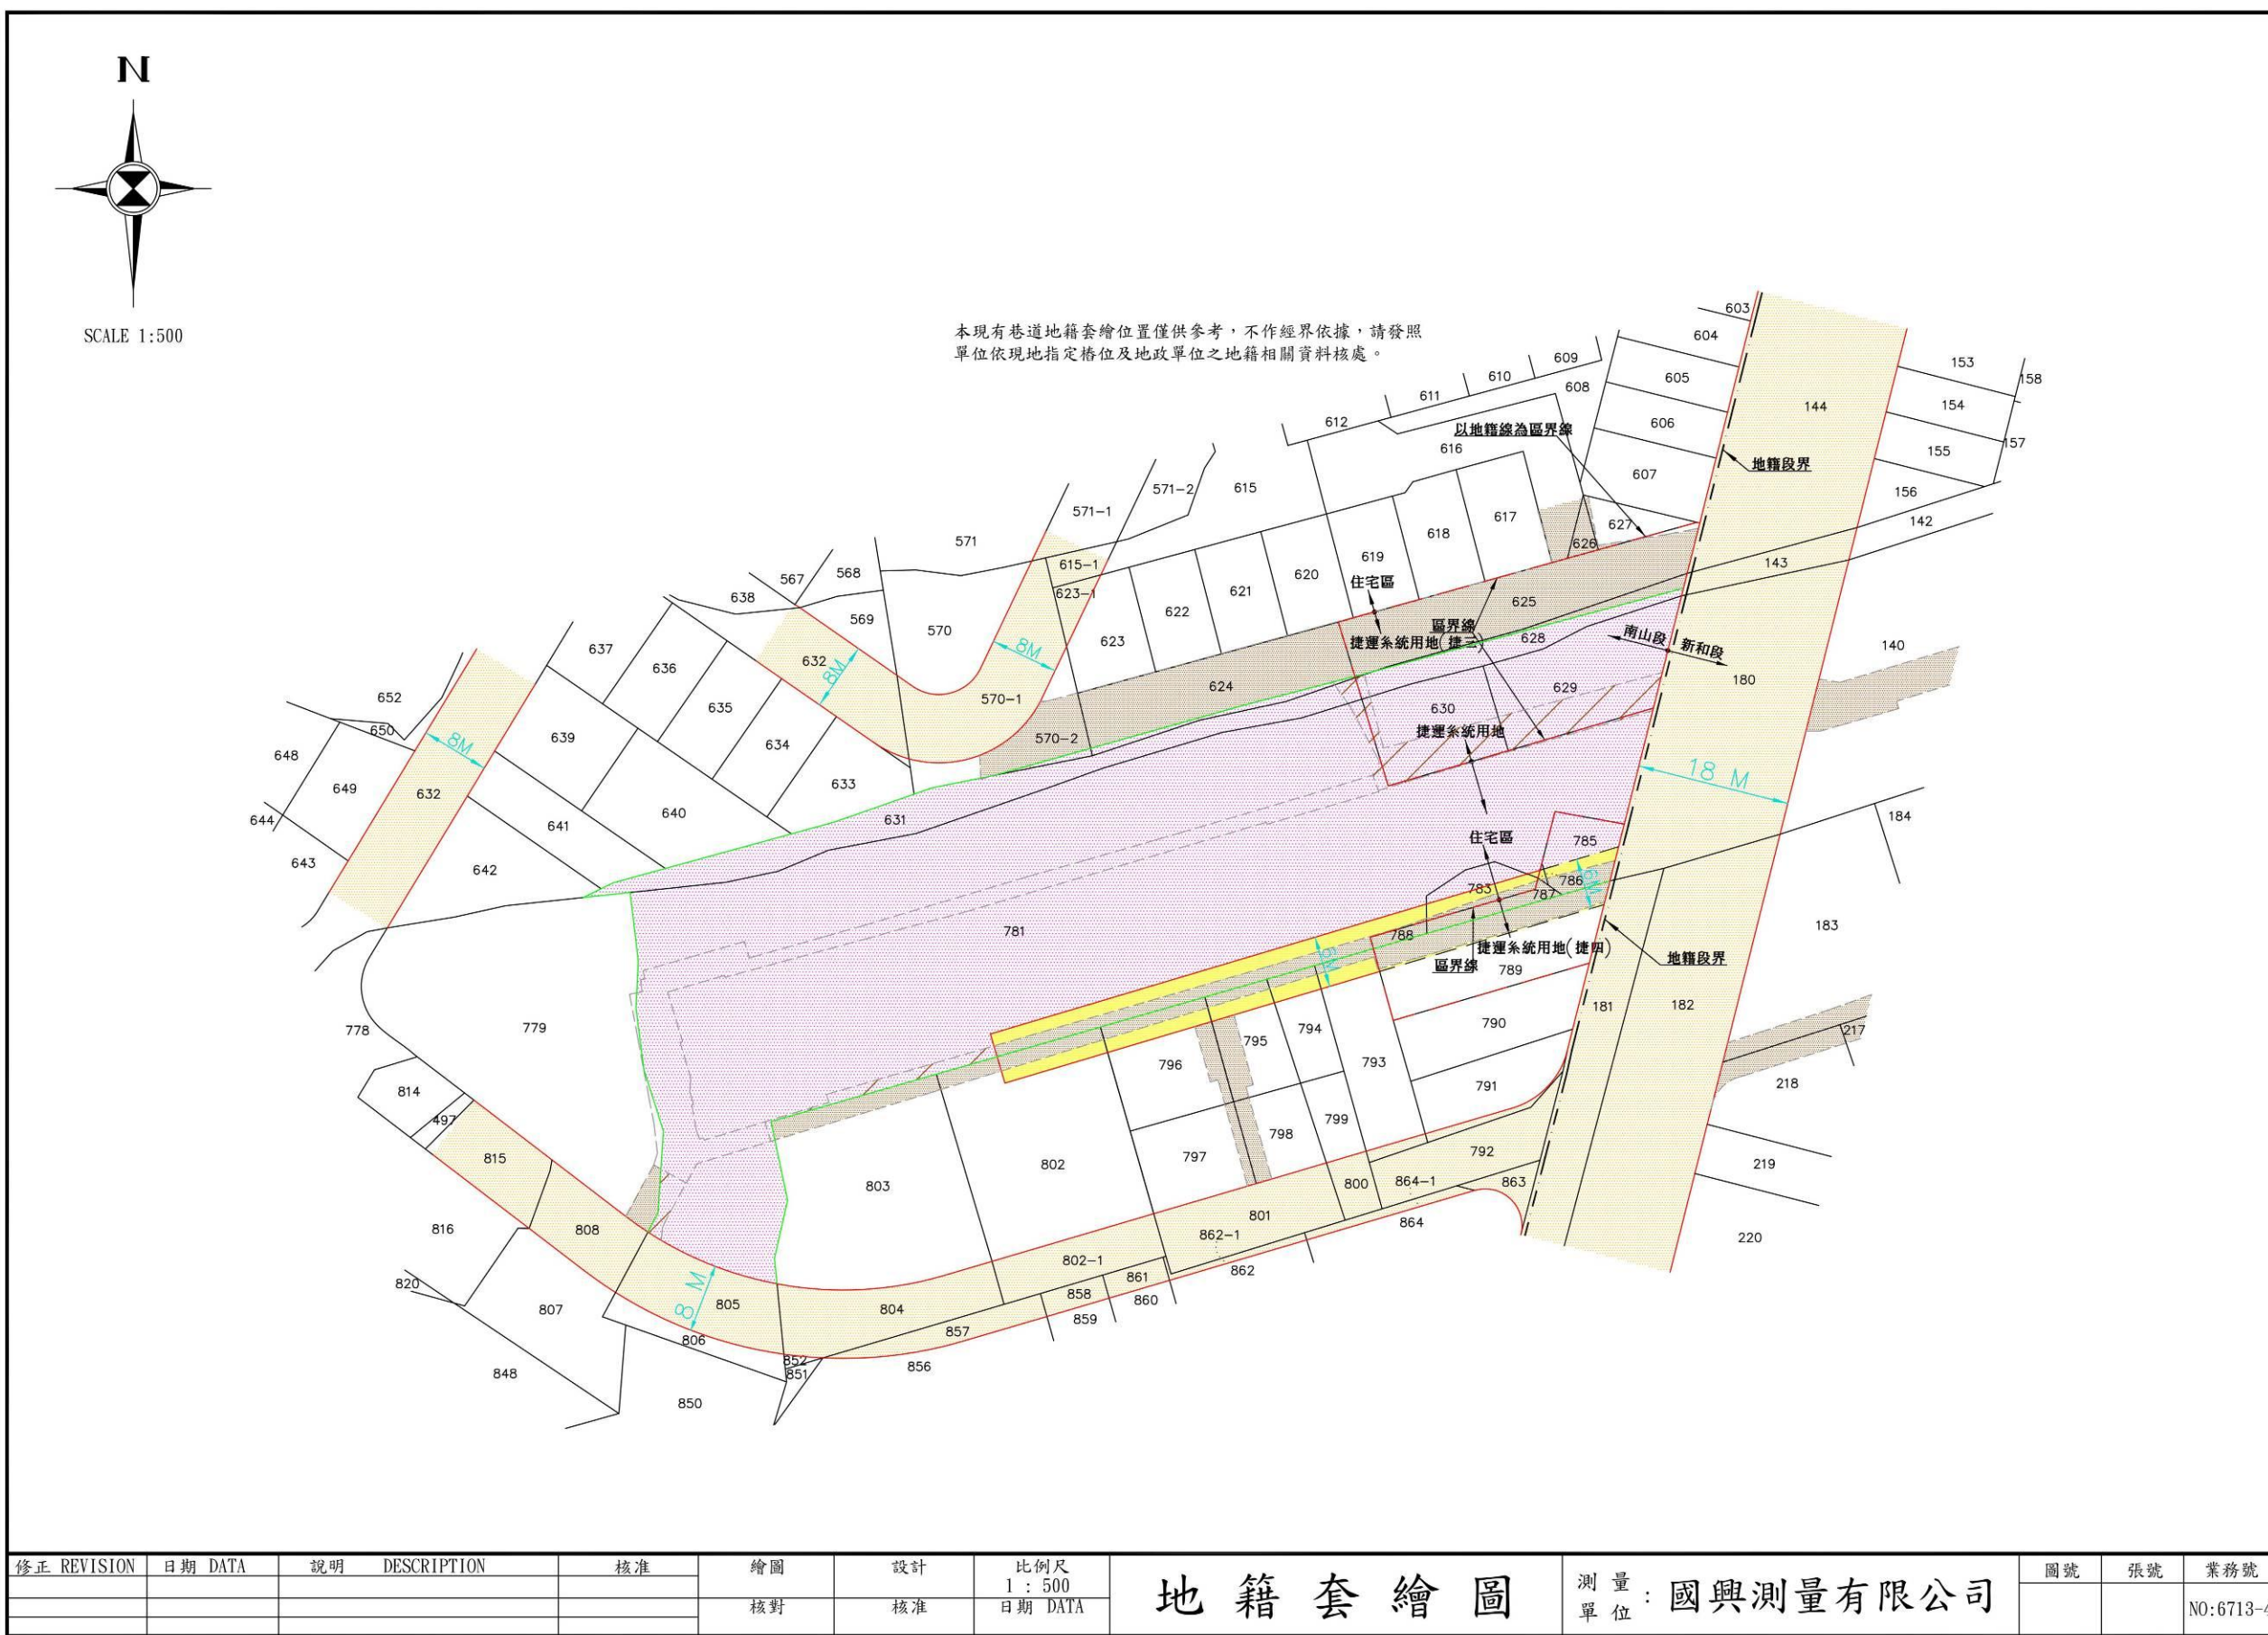 N
SCALE 1:500
本現有巷道地籍套繪位置僅供參考，不作經界依據，請發照
單位依現地指定樁位及地政單位之地籍相關資料核處。
603
604
605
606
607
608
609
610
611
612
144
153
158
154
157
155
156
142
143
以地籍線為區界線
地籍段界
616
615
571-2
571-1
571
617
618
619
620
621
622
623
623-1
615-1
626
627
567
568
638
569
570
住宅區
625
區界線
捷運系統用地(捷三)
628
南山段
新和段
140
180
637
636
635
634
633
632
8M
8M
570-1
570-2
624
629
630
捷運系統用地
652
650
648
649
644
643
632
8M
639
641
640
642
631
18 M
184
住宅區
785
783
786
787
6M
788
6M
781
捷運系統用地(捷四)
區界線
789
地籍段界
183
181
182
778
779
790
791
792
793
794
795
796
797
798
799
800
217
218
219
220
814
497
815
816
808
803
802
801
864-1
863
864
862-1
862
802-1
861
860
858
859
857
856
804
805
8 M
806
807
820
848
850
852
851
修正 REVISION
日期 DATA
說明 DESCRIPTION
核准
繪圖
設計
比例尺
1 : 500
核對
核准
日期 DATA
地籍套繪圖
測量
單位
：國興測量有限公司
圖號
張號
業務號
NO:6713-4